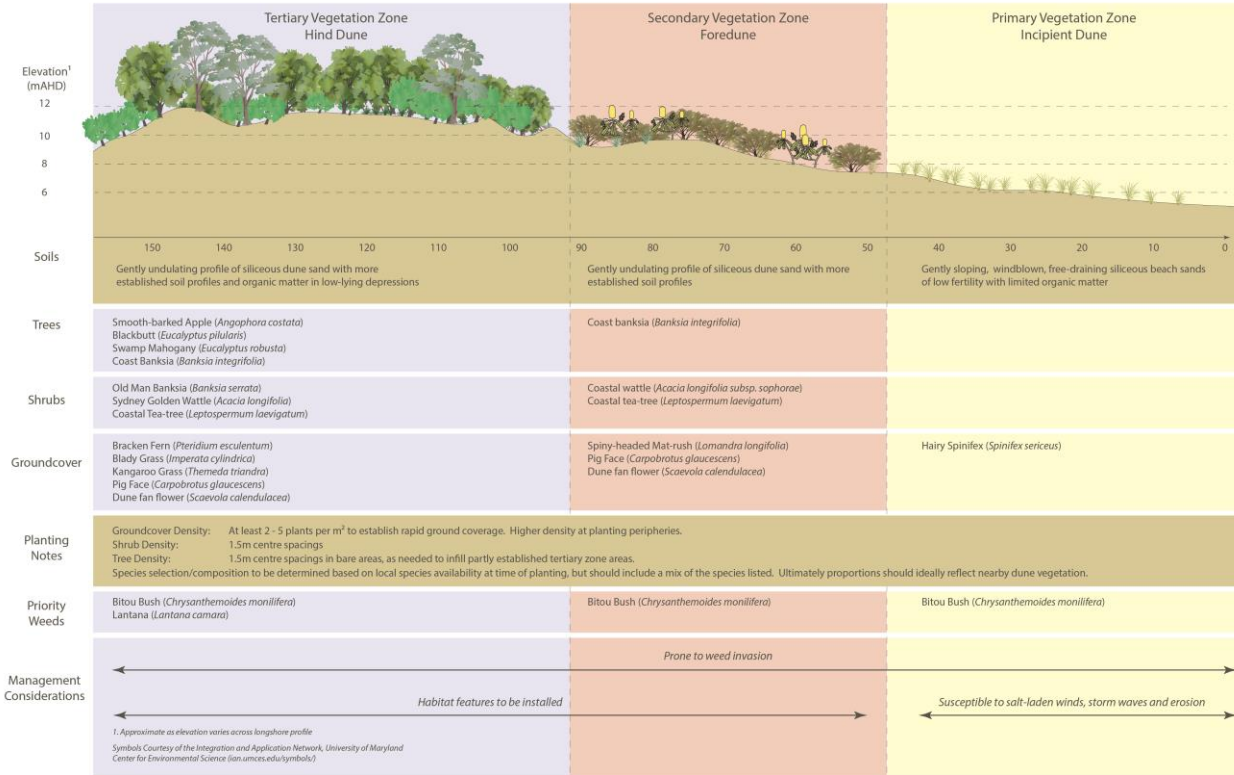 Tertiary Vegetation Zone
Hind Dune
Secondary Vegetation Zone
Foredune
Primary Vegetation Zone
Incipient Dune
Elevation¹
(mAHD)
12
10
8
6
150 140 130 120 110 100 90 80 70 60 50 40 30 20 10 0
Soils
Gently undulating profile of siliceous dune sand with more
established soil profiles and organic matter in low-lying depressions
Gently undulating profile of siliceous dune sand with more
established soil profiles
Gently sloping, windblown, free-draining siliceous beach sands
of low fertility with limited organic matter
Trees
Smooth-barked Apple (Angophora costata)
Blackbutt (Eucalyptus pilularis)
Swamp Mahogany (Eucalyptus robusta)
Coast Banksia (Banksia integrifolia)
Coast banksia (Banksia integrifolia)
Shrubs
Old Man Banksia (Banksia serrata)
Sydney Golden Wattle (Acacia longifolia)
Coastal Tea-tree (Leptospermum laevigatum)
Coastal wattle (Acacia longifolia subsp. sophorae)
Coastal tea-tree (Leptospermum laevigatum)
Groundcover
Bracken Fern (Pteridium esculentum)
Blady Grass (Imperata cylindrica)
Kangaroo Grass (Themeda triandra)
Pig Face (Carpobrotus glaucescens)
Dune fan flower (Scaevola calendulacea)
Spiny-headed Mat-rush (Lomandra longifolia)
Pig Face (Carpobrotus glaucescens)
Dune fan flower (Scaevola calendulacea)
Hairy Spinifex (Spinifex sericeus)
Planting
Notes
Groundcover Density: At least 2 - 5 plants per m² to establish rapid ground coverage. Higher density at planting peripheries.
Shrub Density: 1.5m centre spacings
Tree Density: 1.5m centre spacings in bare areas, as needed to infill partly established tertiary zone areas.
Species selection/composition to be determined based on local species availability at time of planting, but should include a mix of the species listed. Ultimately proportions should ideally reflect nearby dune vegetation.
Priority
Weeds
Bitou Bush (Chrysanthemoides monilifera)
Lantana (Lantana camara)
Bitou Bush (Chrysanthemoides monilifera)
Bitou Bush (Chrysanthemoides monilifera)
Management
Considerations
Prone to weed invasion
Habitat features to be installed
Susceptible to salt-laden winds, storm waves and erosion
1. Approximate as elevation varies across longshore profile
Symbols Courtesy of the Integration and Application Network, University of Maryland
Center for Environmental Science (ian.umces.edu/symbols/)